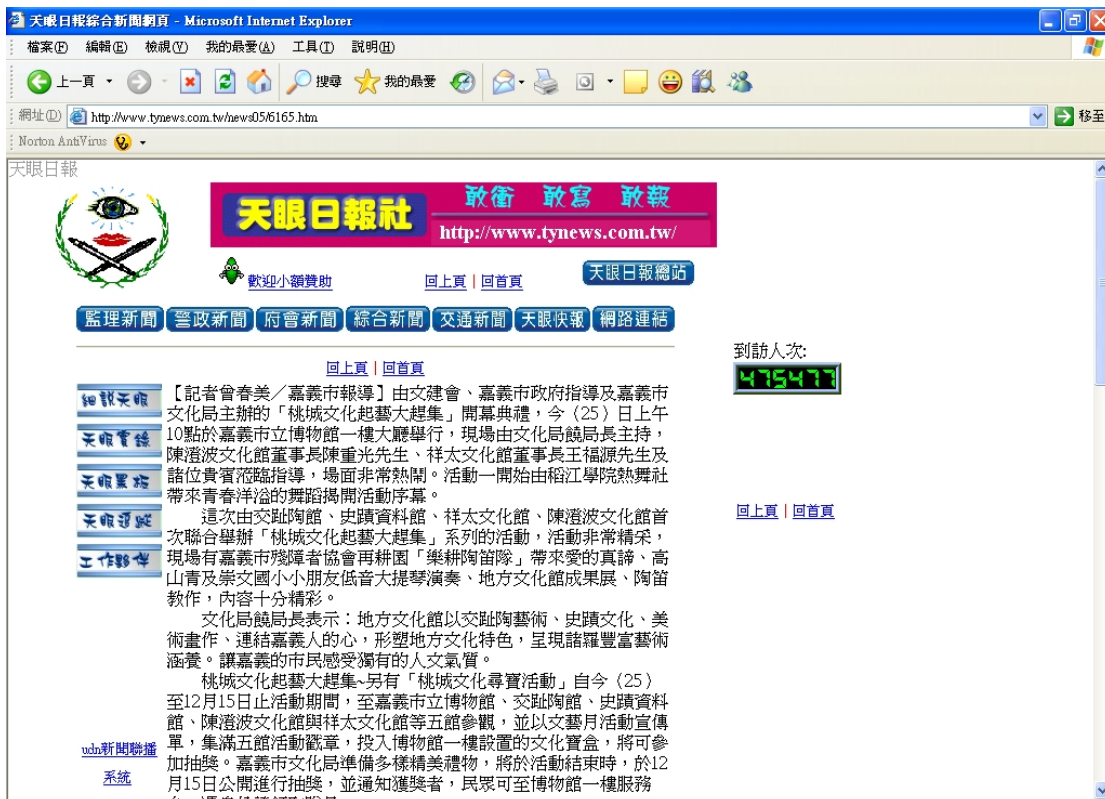 天眼日報綜合新聞網頁 - Microsoft Internet Explorer
檔案(F) 編輯(E) 檢視(V) 我的最愛(A) 工具(T) 說明(H)
上一頁 搜尋 我的最愛
網址(D) http://www.tynews.com.tw/news05/6165.htm 移至
Norton AntiVirus
天眼日報
天眼日報社 敢衝 敢寫 敢報
http://www.tynews.com.tw/
歡迎小額贊助 回上頁 | 回首頁 天眼日報總站
監理新聞 警政新聞 府會新聞 綜合新聞 交通新聞 天眼快報 網路連結
到訪人次:
475477
回上頁 | 回首頁
細說天眼
天眼實錄
天眼黑板
天眼追蹤
工作夥伴
【記者曾春美／嘉義市報導】由文建會、嘉義市政府指導及嘉義市
文化局主辦的「桃城文化起藝大趕集」開幕典禮，今（25）日上午
10點於嘉義市立博物館一樓大廳舉行，現場由文化局饒局長主持，
陳澄波文化館董事長陳重光先生、祥太文化館董事長王福源先生及
諸位貴賓蒞臨指導，場面非常熱鬧。活動一開始由稻江學院熱舞社
帶來青春洋溢的舞蹈揭開活動序幕。
這次由交趾陶館、史蹟資料館、祥太文化館、陳澄波文化館首
次聯合舉辦「桃城文化起藝大趕集」系列的活動，活動非常精采，
現場有嘉義市殘障者協會再耕園「樂耕陶笛隊」帶來愛的真諦、高
山青及崇文國小小朋友低音大提琴演奏、地方文化館成果展、陶笛
教作，內容十分精彩。
文化局饒局長表示：地方文化館以交趾陶藝術、史蹟文化、美
術畫作、連結嘉義人的心，形塑地方文化特色，呈現諸羅豐富藝術
涵養。讓嘉義的市民感受獨有的人文氣質。
桃城文化起藝大趕集~另有「桃城文化尋寶活動」自今（25）
至12月15日止活動期間，至嘉義市立博物館、交趾陶館、史蹟資料
館、陳澄波文化館與祥太文化館等五館參觀，並以文藝月活動宣傳
單，集滿五館活動戳章，投入博物館一樓設置的文化寶盒，將可參
加抽獎。嘉義市文化局準備多樣精美禮物，將於活動結束時，於12
月15日公開進行抽獎，並通知獲獎者，民眾可至博物館一樓服務
udn新聞聯播
系統
回上頁 | 回首頁